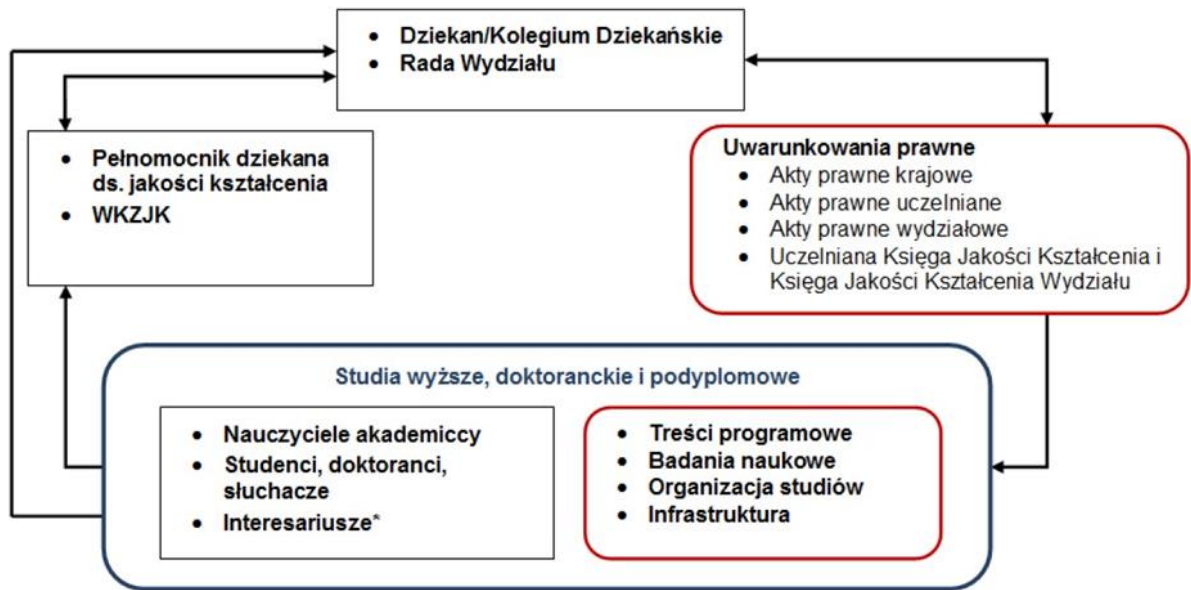 • Dziekan/Kolegium Dziekańskie
• Rada Wydziału
• Pełnomocnik dziekana
ds. jakości kształcenia
• WKZJK
Uwarunkowania prawne
• Akty prawne krajowe
• Akty prawne uczelniane
• Akty prawne wydziałowe
• Uczelniana Księga Jakości Kształcenia i
Księga Jakości Kształcenia Wydziału
Studia wyższe, doktoranckie i podyplomowe
• Nauczyciele akademiccy
• Studenci, doktoranci,
słuchacze
• Interesariusze*
• Treści programowe
• Badania naukowe
• Organizacja studiów
• Infrastruktura